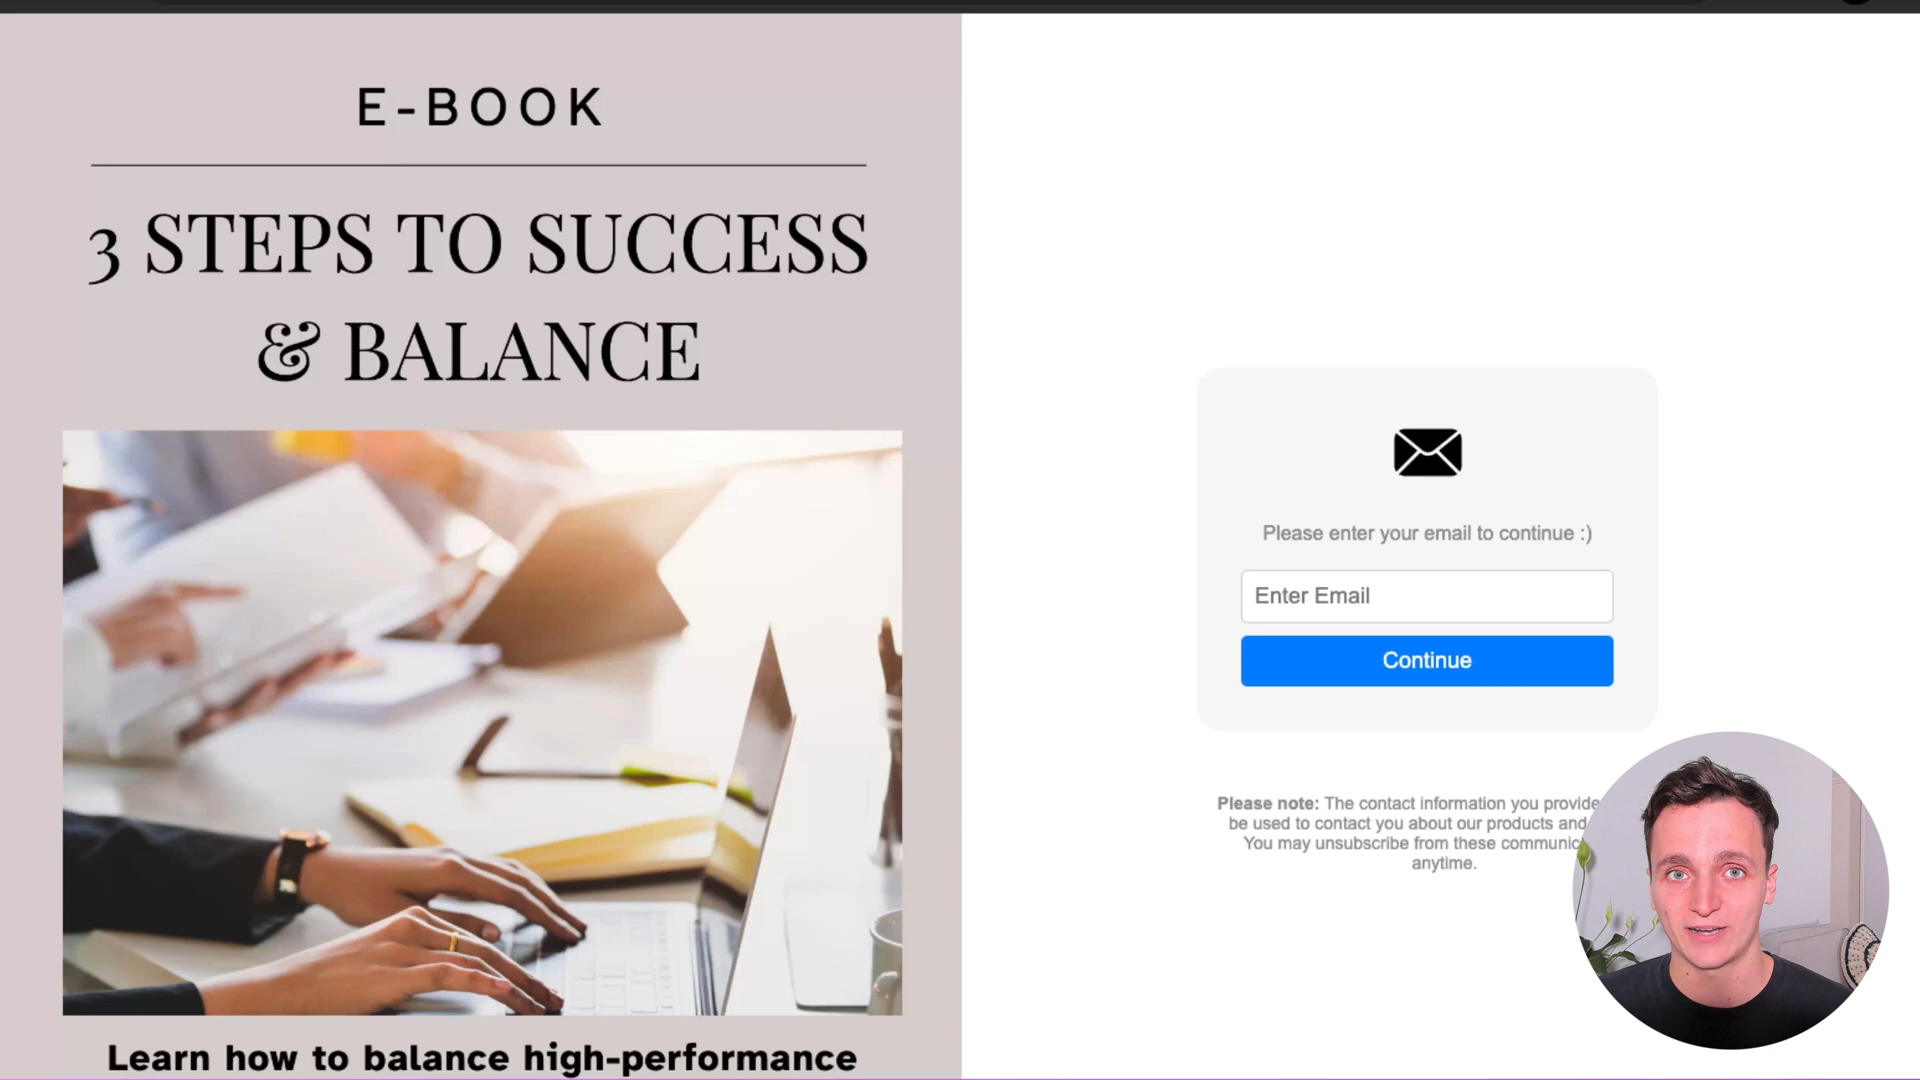 E-BOOK
3 STEPS TO SUCCESS
& BALANCE
Learn how to balance high-performance
Please enter your email to continue :)
Enter Email
Continue
Please note: The contact information you provide
be used to contact you about our products and
You may unsubscribe from these
anytime.